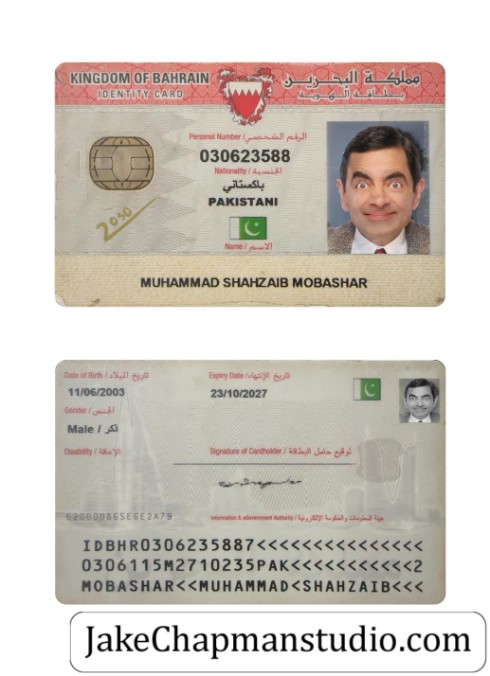 KINGDOM OF BAHRAIN مملكة البحرين
IDENTITY CARD بطاقة الهوية
Personal Number / الرقم الشخصي
030623588
Nationality / الجنسية
باكستاني
PAKISTANI
2030
Name / الاسم
MUHAMMAD SHAHZAIB MOBASHAR
Date of Birth / تاريخ الميلاد Expiry Date / تاريخ الإنتهاء
11/06/2003 23/10/2027
Gender / الجنس
Male / ذكر
Disability / الإعاقة Signature of Cardholder / توقيع حامل البطاقة
Information & eGovernment Authority / هيئة المعلومات والحكومة الإلكترونية
IDBHR0306235887<<<<<<<<<<<<<<<
0306115M2710235PAK<<<<<<<<<<<2
MOBASHAR<<MUHAMMAD<SHAHZAIB<<<
JakeChapmanstudio.com